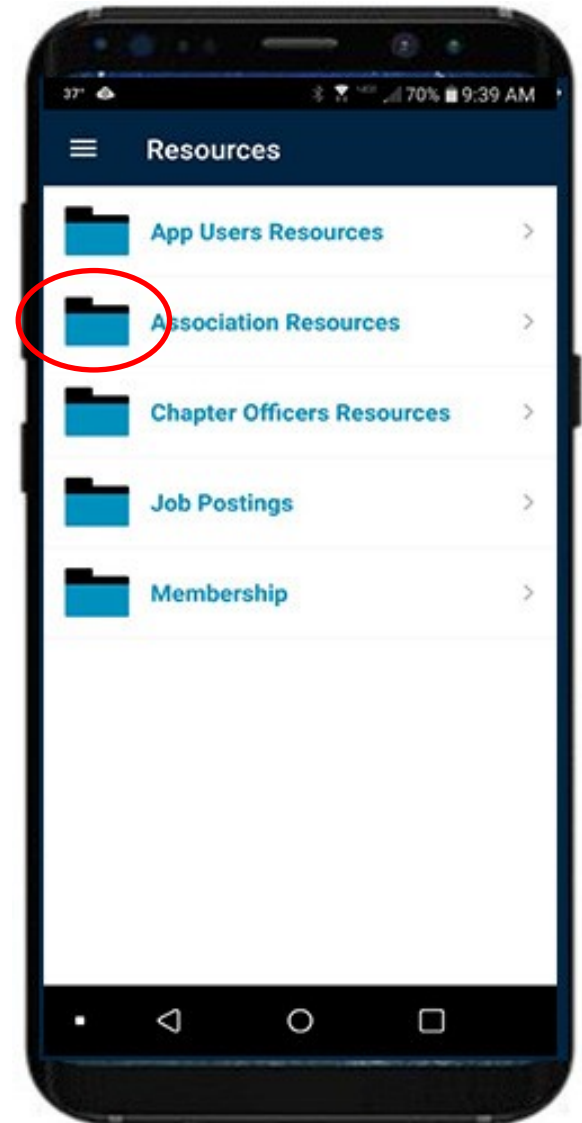 37° 70% 9:39 AM
Resources
App Users Resources
Association Resources
Chapter Officers Resources
Job Postings
Membership